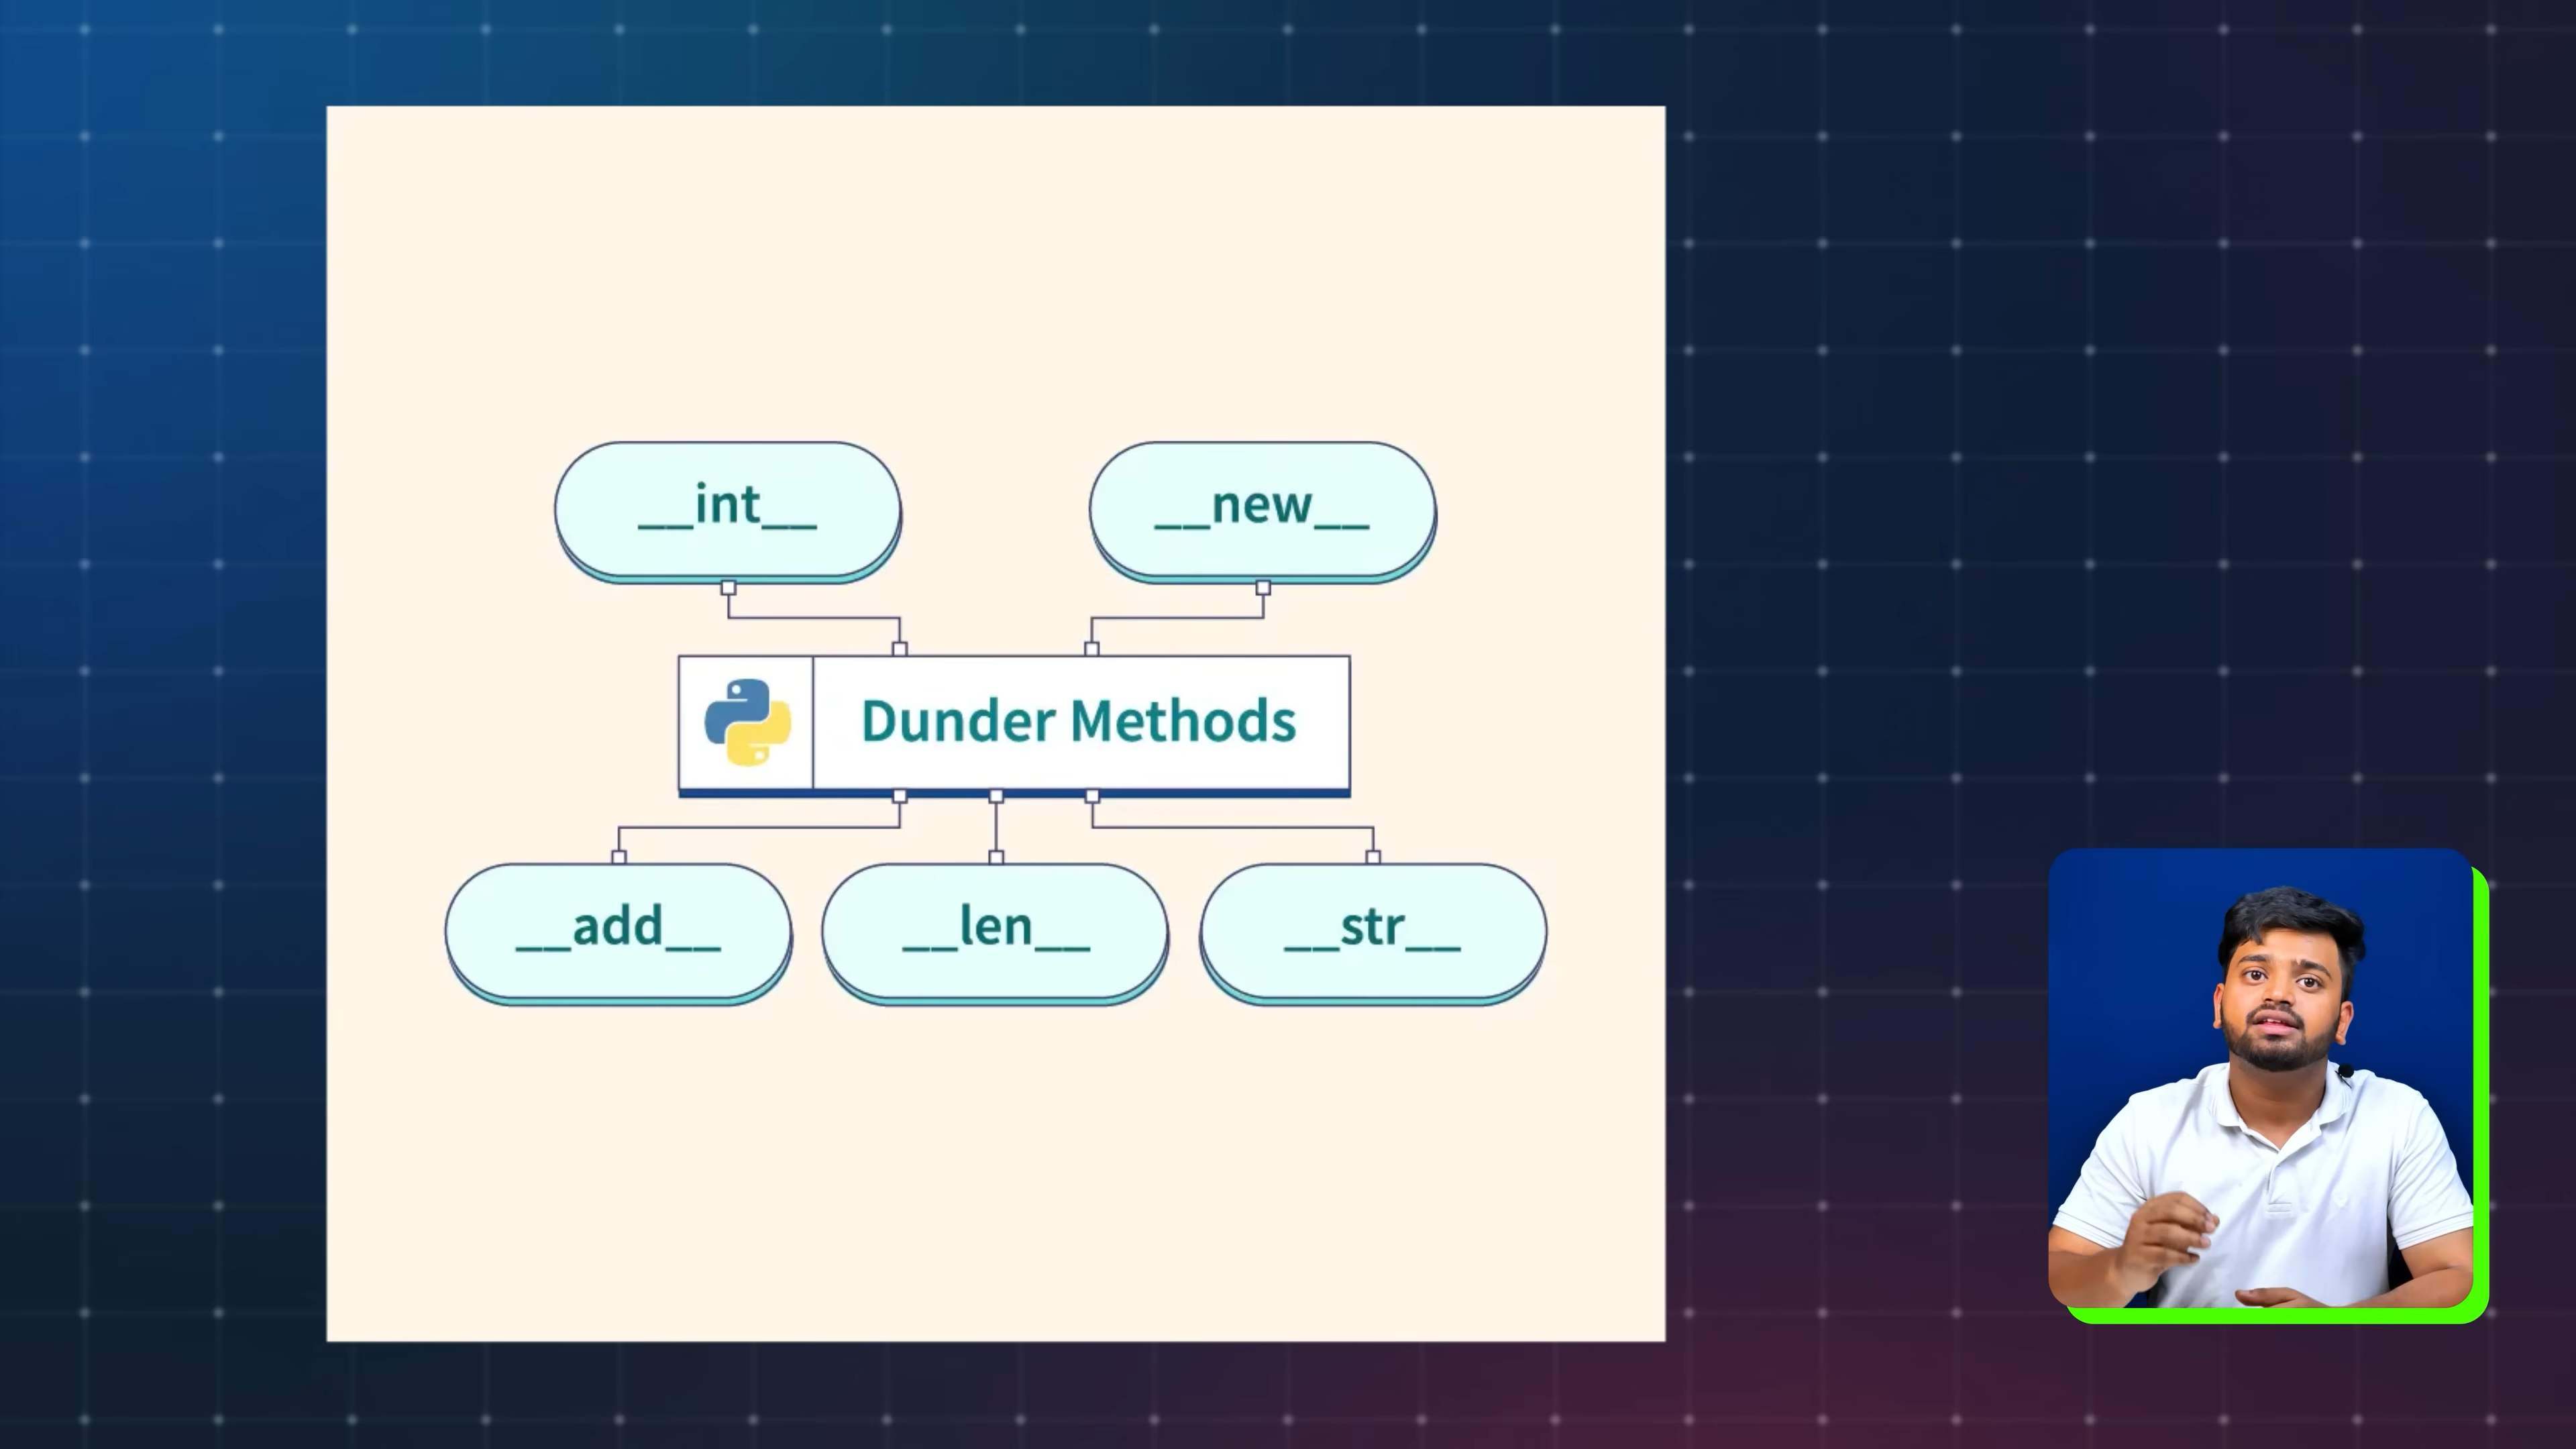 __int__
__new__
Dunder Methods
__add__
__len__
__str__